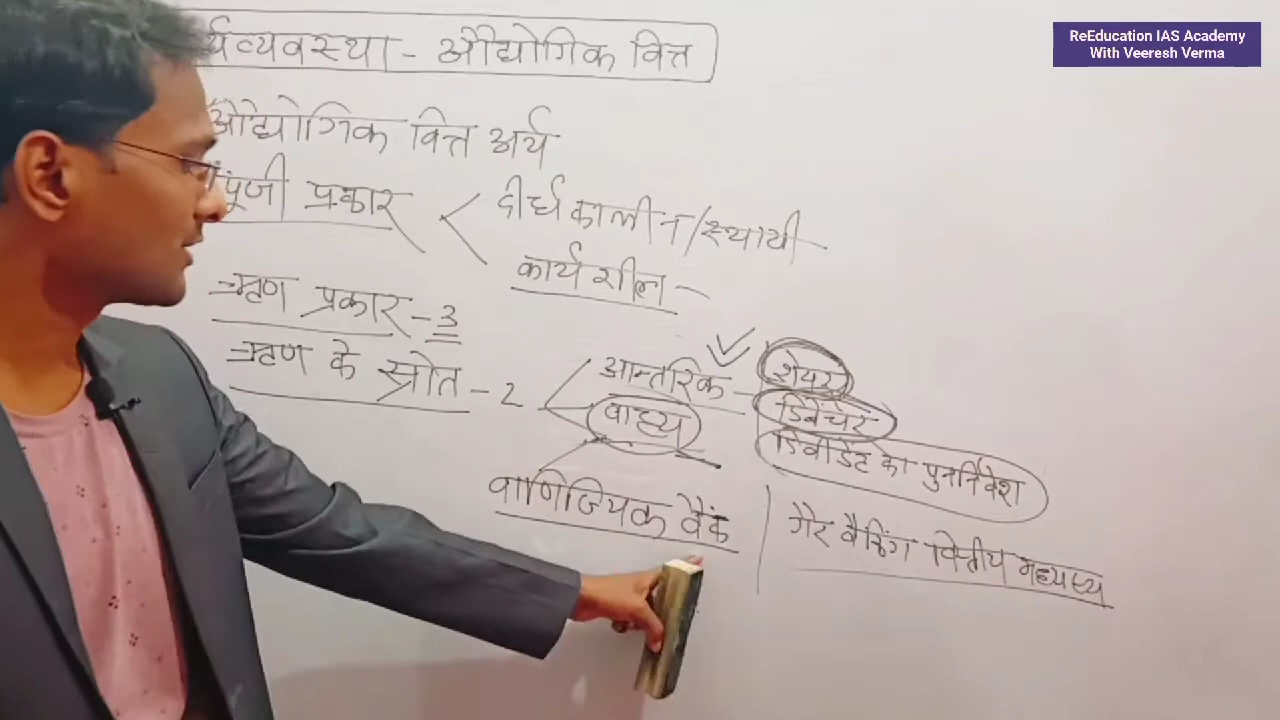 ReEducation IAS Academy
With Veeresh Verma
र्थव्यवस्था - औद्योगिक वित्त
औद्योगिक वित्त अर्थ
पूंजी प्रकार < दीर्घकालीन/स्थायी -
कार्यशील -
ऋण प्रकार - 3
ऋण के स्रोत - 2
आन्तरिक - शेयर
वाह्य
डिबेंचर
डिवीडेंट का पुनर्निवेश
वाणिज्यिक बैंक
गैर बैंकिंग वित्तीय मध्यस्थ